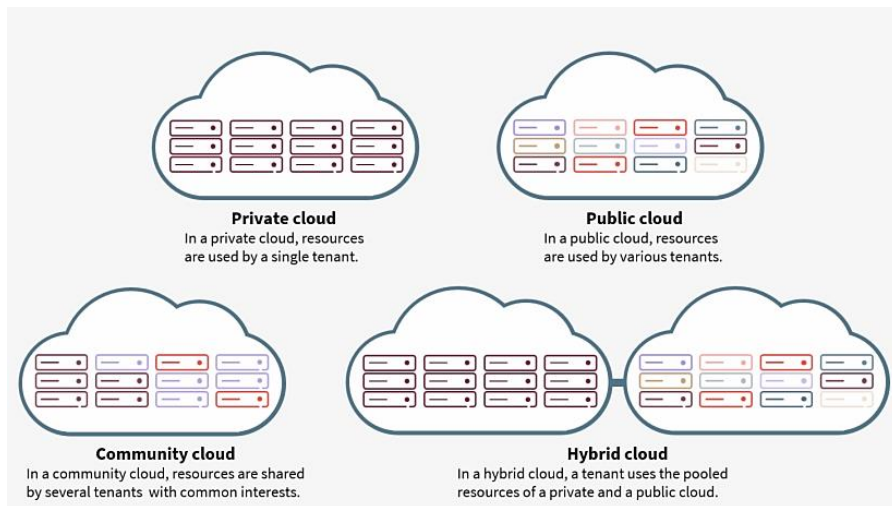 Private cloud
In a private cloud, resources
are used by a single tenant.
Public cloud
In a public cloud, resources
are used by various tenants.
Community cloud
In a community cloud, resources are shared
by several tenants with common interests.
Hybrid cloud
In a hybrid cloud, a tenant uses the pooled
resources of a private and a public cloud.